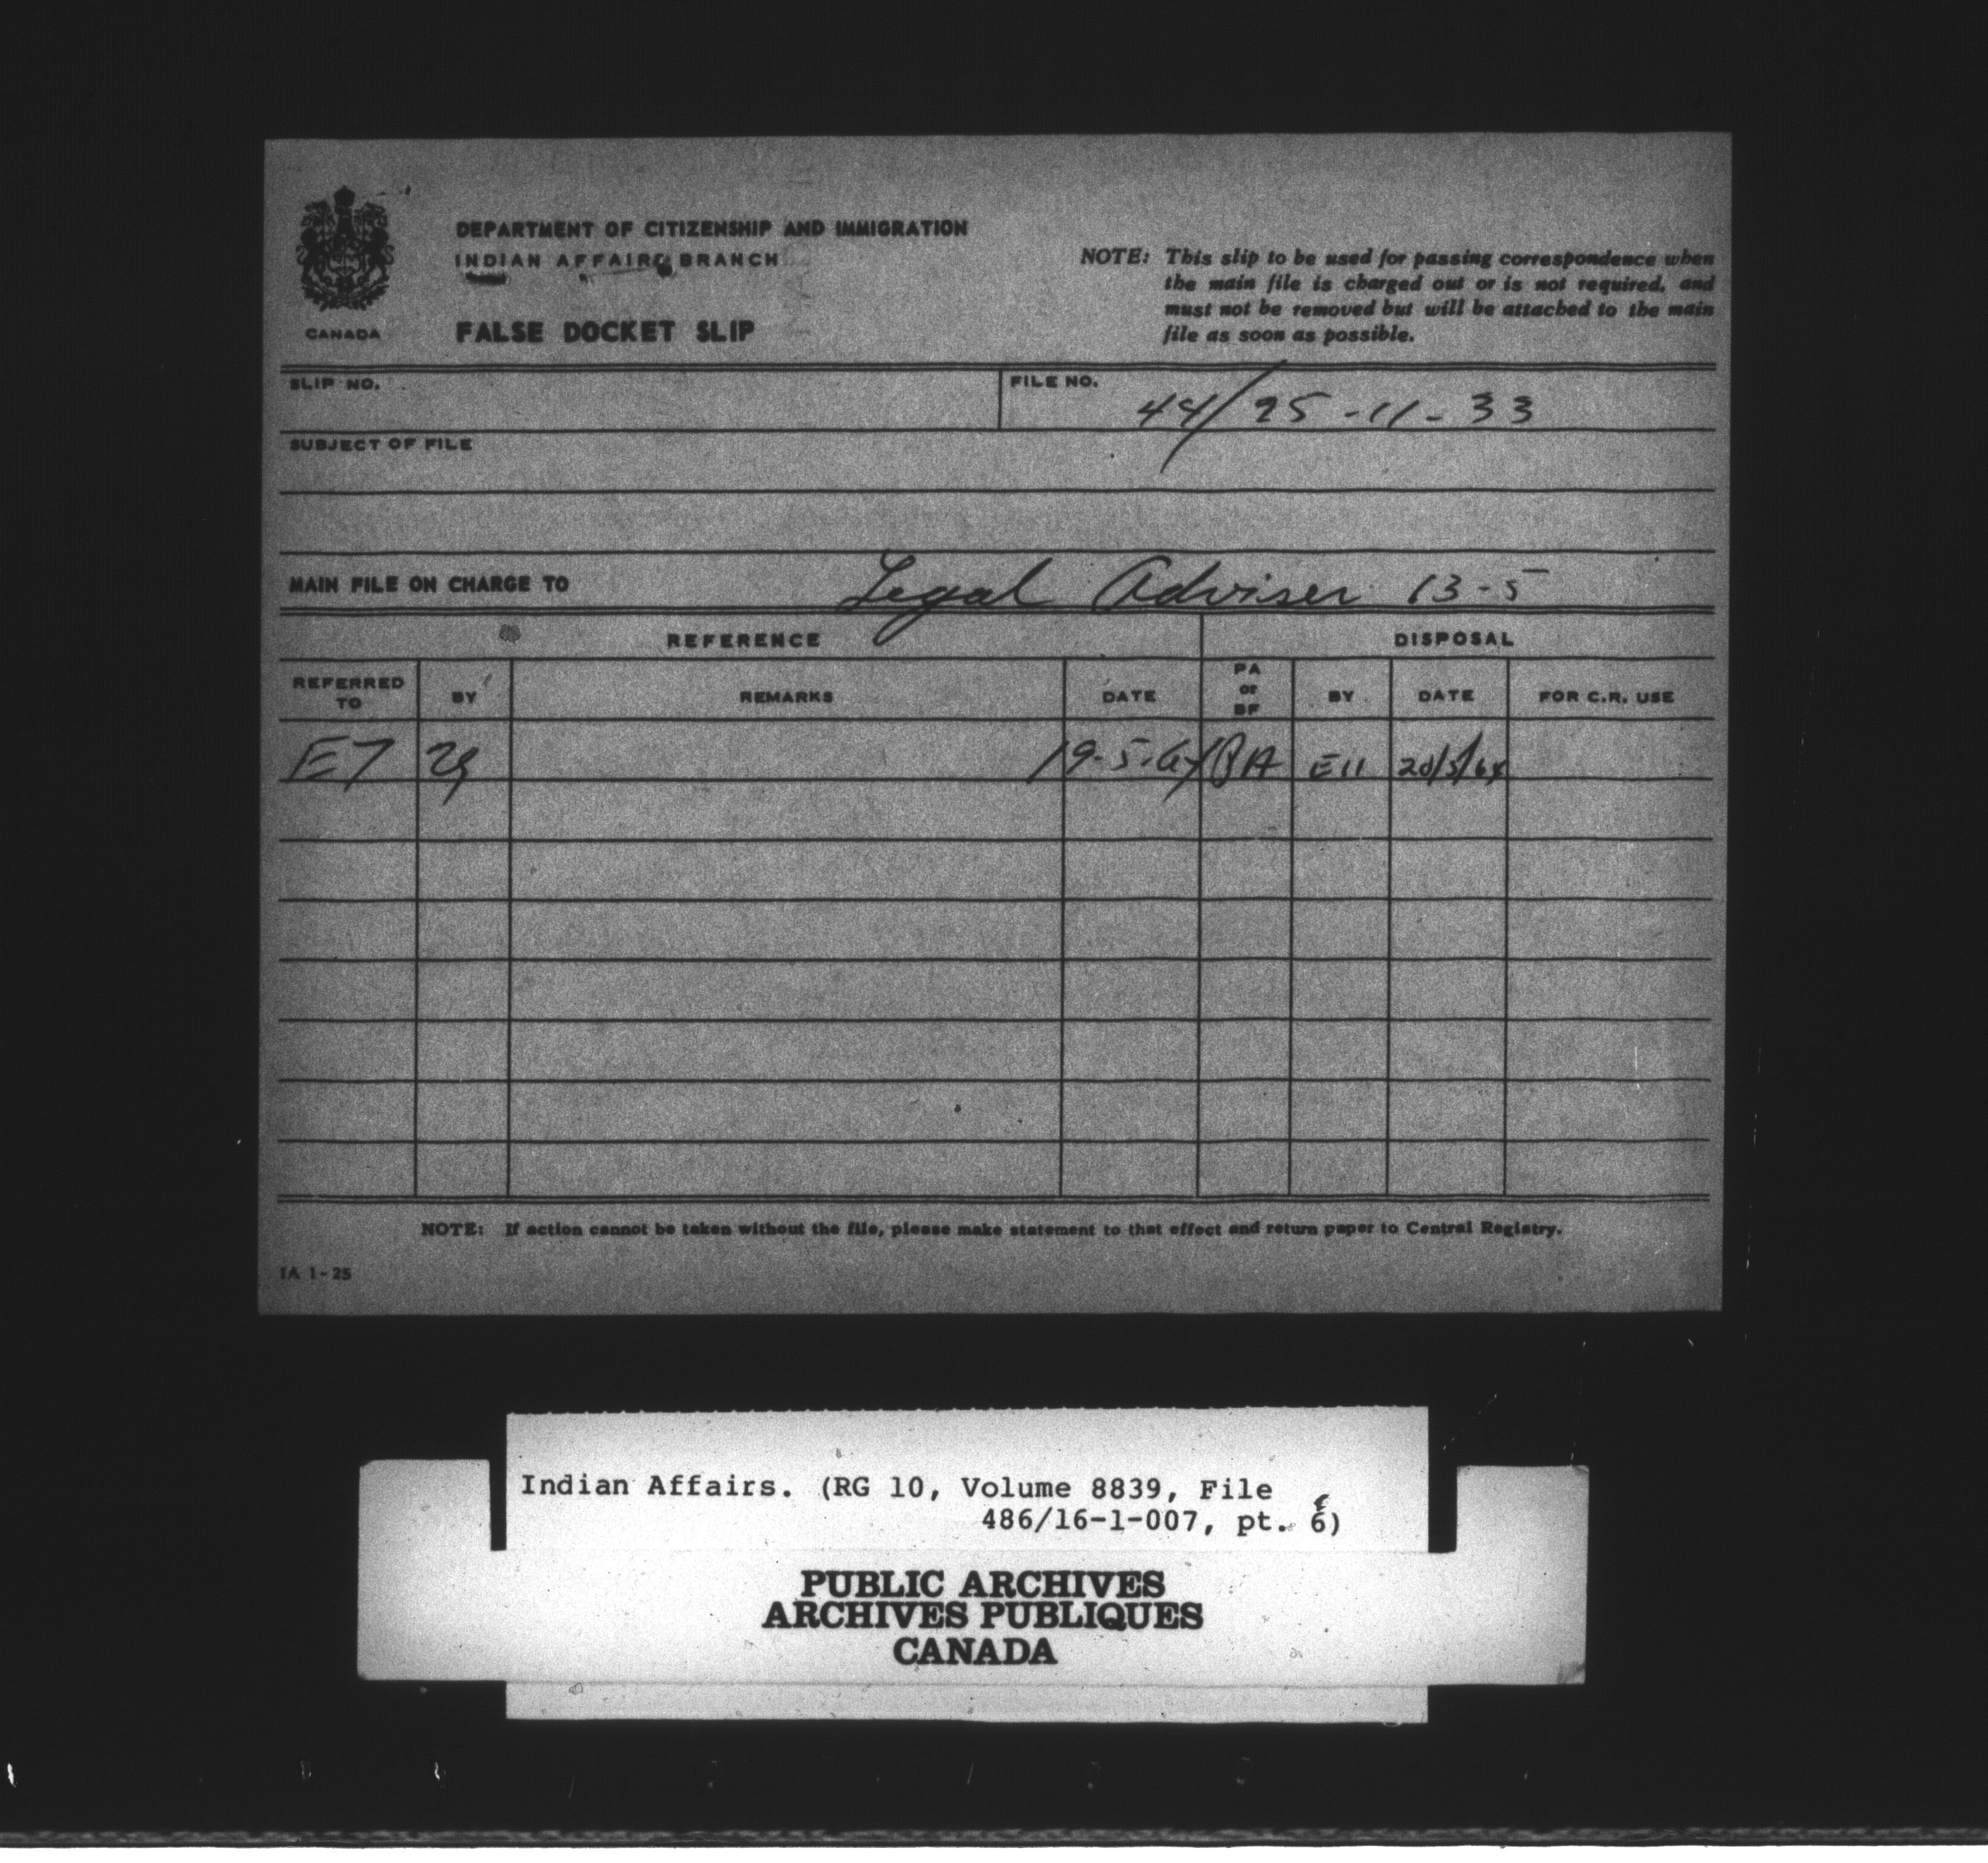 DEPARTMENT OF CITIZENSHIP AND IMMIGRATION
INDIAN AFFAIRS BRANCH
CANADA
FALSE DOCKET SLIP
NOTE: This slip to be used for passing correspondence when
the main file is charged out or is not required, and
must not be removed but will be attached to the main
file as soon as possible.
SLIP NO.
FILE NO.
44/25-11-33
SUBJECT OF FILE
MAIN FILE ON CHARGE TO Legal Adviser 13-5
REFERENCE DISPOSAL
REFERRED
TO
BY
REMARKS
DATE
PA
or
BF
BY
DATE
FOR C.R. USE
E7 19-5-64 PA E11 20/5/64
NOTE: If action cannot be taken without the file, please make statement to that effect and return paper to Central Registry.
IA 1-25
Indian Affairs. (RG 10, Volume 8839, File
486/16-1-007, pt. 6)
PUBLIC ARCHIVES
ARCHIVES PUBLIQUES
CANADA